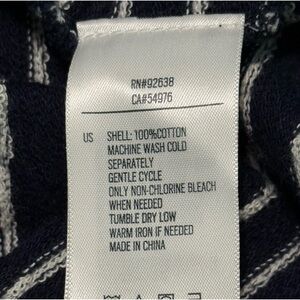 RN#92638
CA#54976
US SHELL: 100%COTTON
MACHINE WASH COLD
SEPARATELY
GENTLE CYCLE
ONLY NON-CHLORINE BLEACH
WHEN NEEDED
TUMBLE DRY LOW
WARM IRON IF NEEDED
MADE IN CHINA